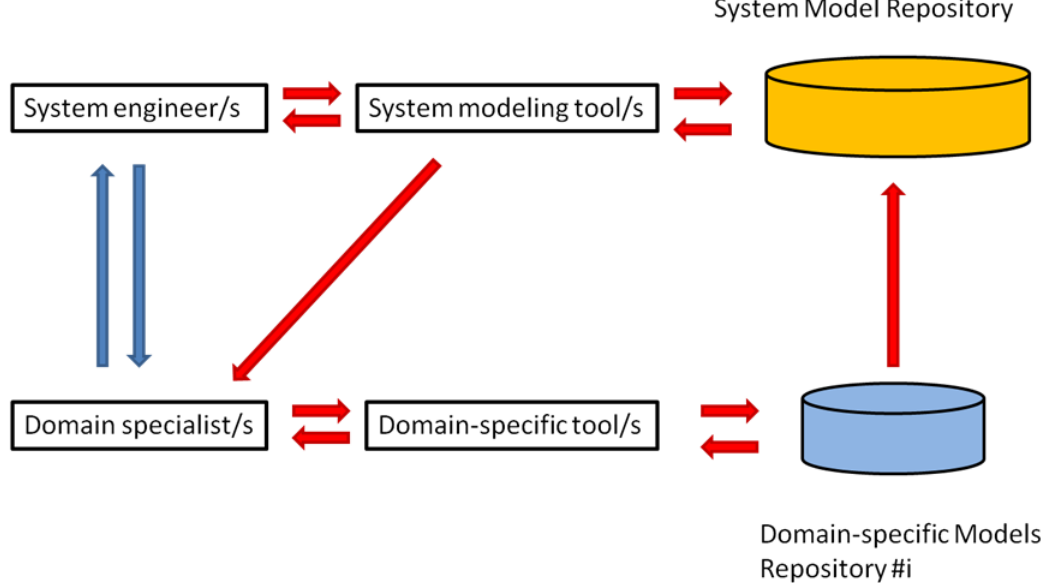 System Model Repository
System engineer/s
System modeling tool/s
Domain specialist/s
Domain-specific tool/s
Domain-specific Models
Repository #i